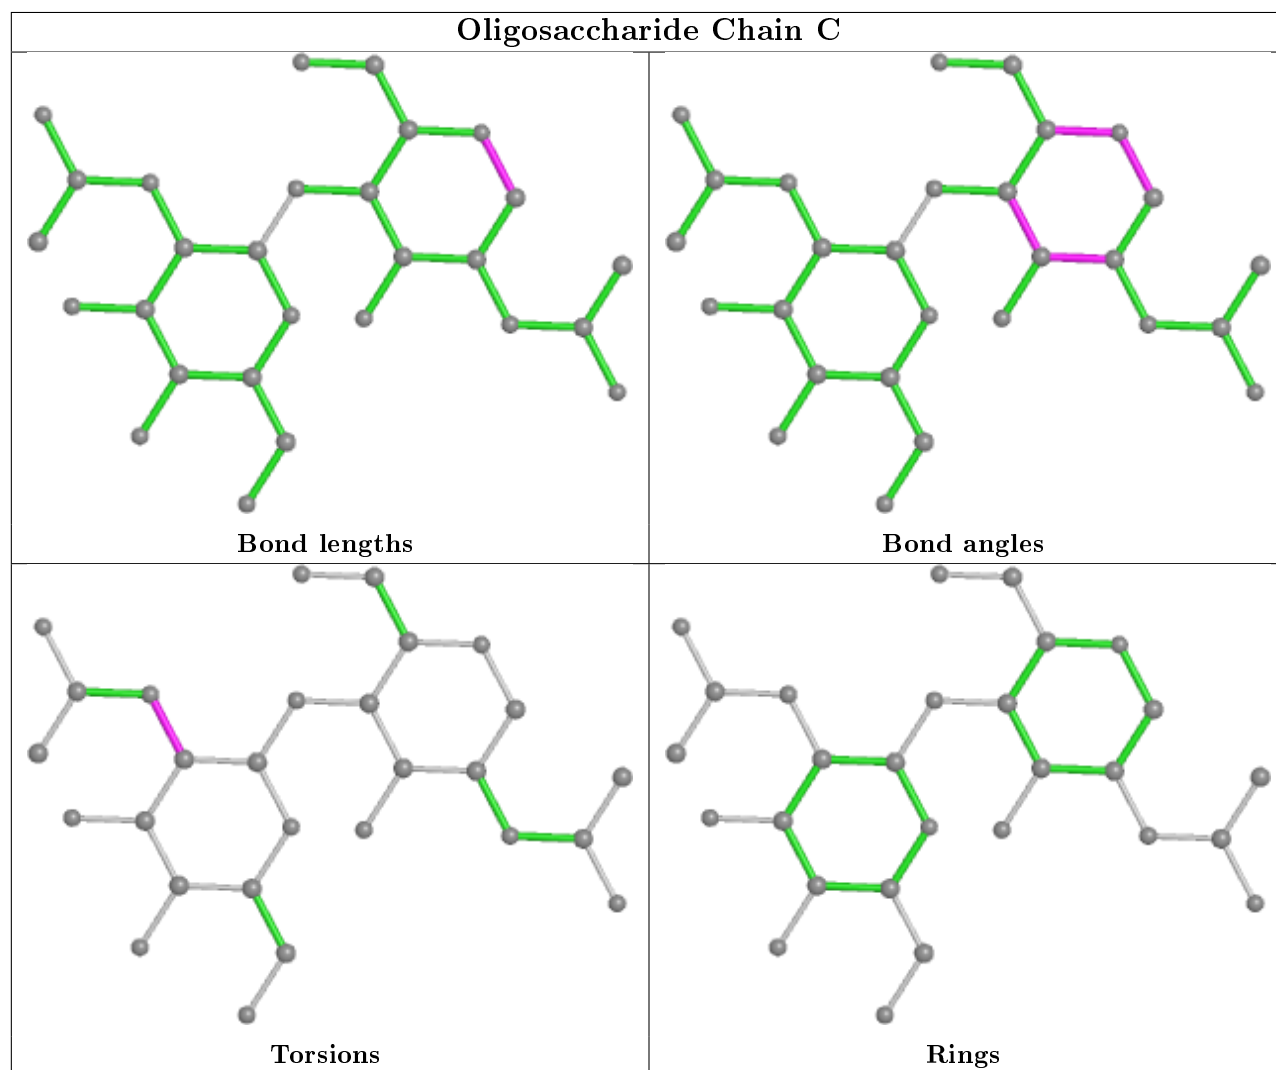 Oligosaccharide Chain C
Bond lengths
Bond angles
Torsions
Rings